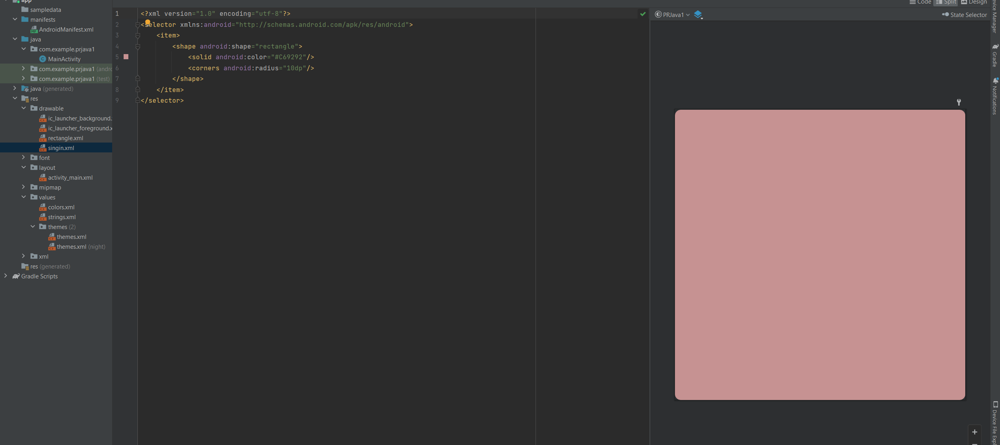 app
sampledata
manifests
AndroidManifest.xml
java
com.example.prjava1
MainActivity
com.example.prjava1 (andro
com.example.prjava1 (test)
java (generated)
res
drawable
ic_launcher_background.
ic_launcher_foreground.x
rectangle.xml
singin.xml
font
layout
activity_main.xml
mipmap
values
colors.xml
strings.xml
themes (2)
themes.xml
themes.xml (night)
xml
res (generated)
Gradle Scripts
1 <?xml version="1.0" encoding="utf-8"?>
2 <selector xmlns:android="http://schemas.android.com/apk/res/android">
3 <item>
4 <shape android:shape="rectangle">
5 <solid android:color="#C69292"/>
6 <corners android:radius="10dp"/>
7 </shape>
8 </item>
9 </selector>
Code Split Design
PRJava1
State Selector
Manager
Gradle
Notifications
Device File Expl